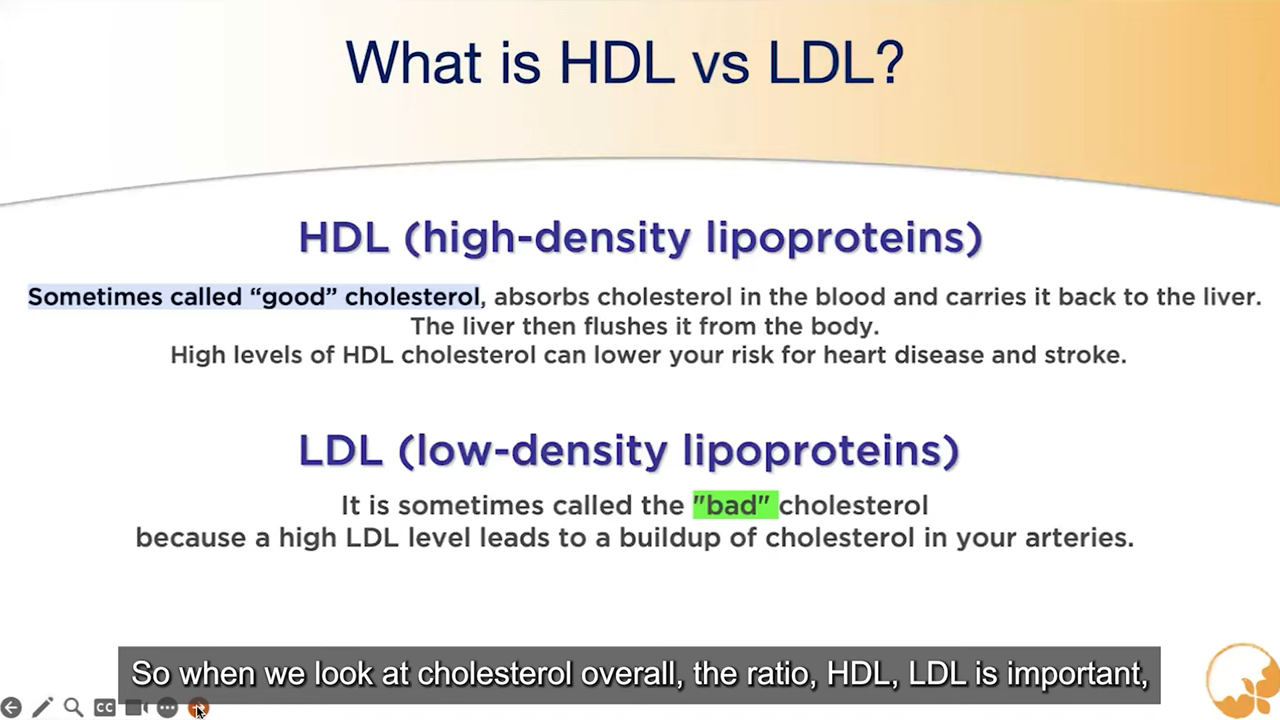 What is HDL vs LDL?
HDL (high-density lipoproteins)
Sometimes called “good” cholesterol, absorbs cholesterol in the blood and carries it back to the liver.
The liver then flushes it from the body.
High levels of HDL cholesterol can lower your risk for heart disease and stroke.
LDL (low-density lipoproteins)
It is sometimes called the "bad" cholesterol
because a high LDL level leads to a buildup of cholesterol in your arteries.
So when we look at cholesterol overall, the ratio, HDL, LDL is important,
CC